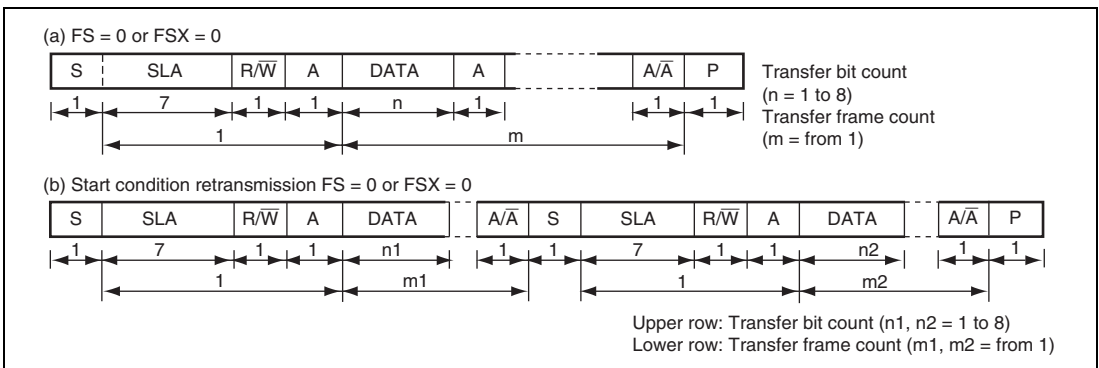 (a) FS = 0 or FSX = 0
S SLA R/W̅ A DATA A A/A̅ P
1 7 1 1 n 1 1 1
1 m
Transfer bit count
(n = 1 to 8)
Transfer frame count
(m = from 1)
(b) Start condition retransmission FS = 0 or FSX = 0
S SLA R/W̅ A DATA A/A̅ S SLA R/W̅ A DATA A/A̅ P
1 7 1 1 n1 1 1 7 1 1 n2 1 1
1 m1 1 m2
Upper row: Transfer bit count (n1, n2 = 1 to 8)
Lower row: Transfer frame count (m1, m2 = from 1)